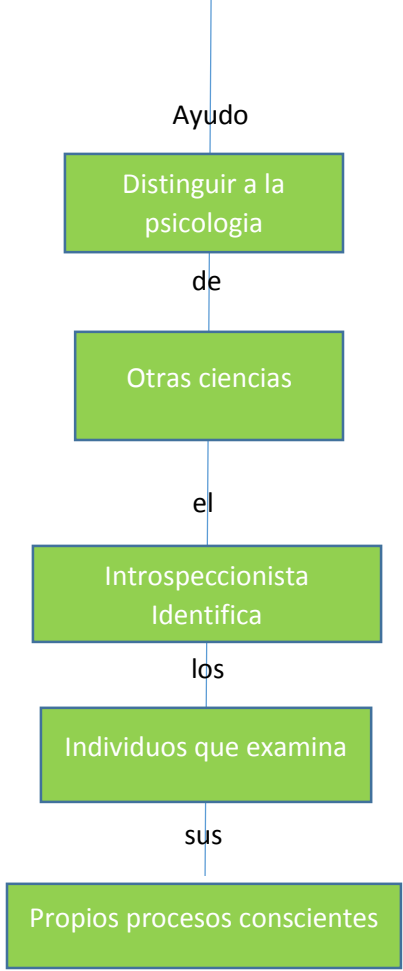 Ayudo
Distinguir a la
psicologia
de
Otras ciencias
el
Introspeccionista
Identifica
los
Individuos que examina
sus
Propios procesos conscientes